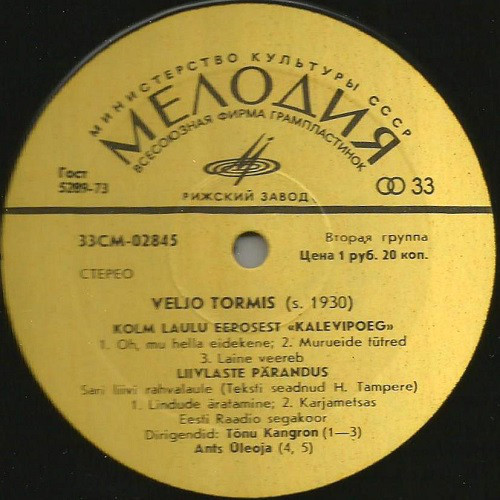 МИНИСТЕРСТВО КУЛЬТУРЫ СССР
МЕЛОДИЯ
ВСЕСОЮЗНАЯ ФИРМА ГРАМПЛАСТИНОК
Гост
5289-73
РИЖСКИЙ ЗАВОД
33
33СМ-02845
Вторая группа
Цена 1 руб. 20 коп.
СТЕРЕО
VELJO TORMIS (s. 1930)
KOLM LAULU EEROSEST «KALEVIPOEG»
1. Oh, mu hella eidekene; 2. Murueide tütred
3. Laine veereb
LIIVLASTE PÄRANDUS
Sari liivi rahvalaule (Teksti seadnud H. Tampere)
1. Lindude äratamine; 2. Karjametsas
Eesti Raadio segakoor
Dirigendid: Tõnu Kangron (1—3)
Ants Üleoja (4, 5)